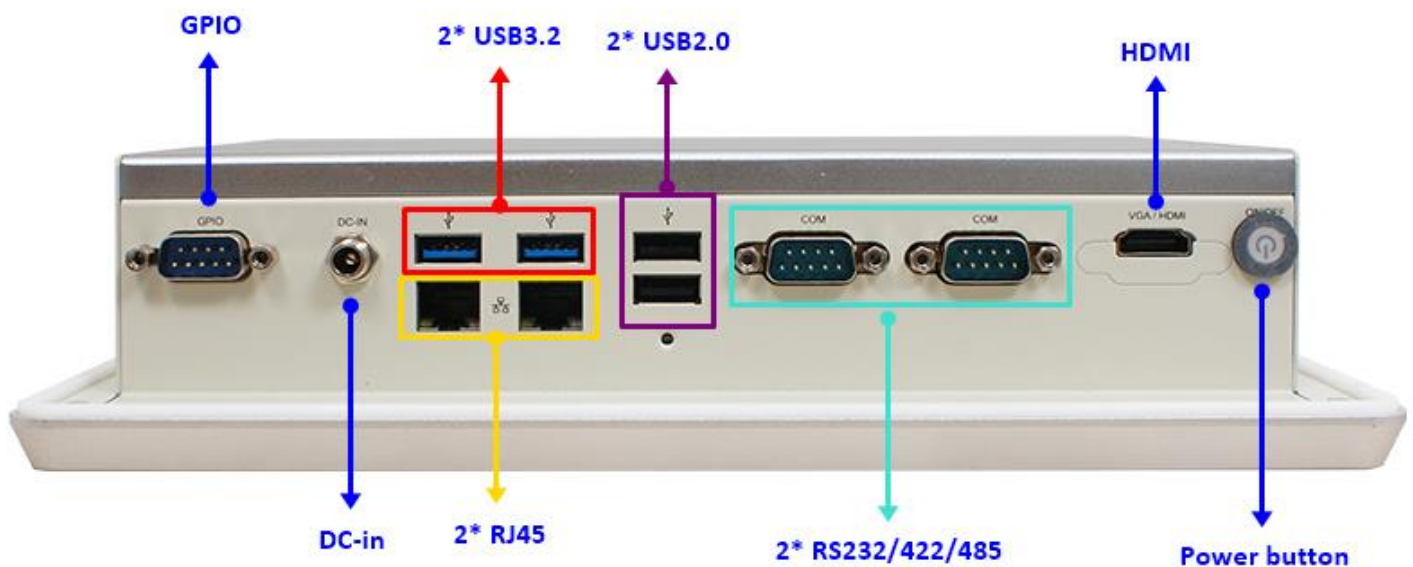 GPIO
2* USB3.2
2* USB2.0
HDMI
GPIO
DC-IN
COM
COM
VGA / HDMI
ON/OFF
DC-in
2* RJ45
2* RS232/422/485
Power button